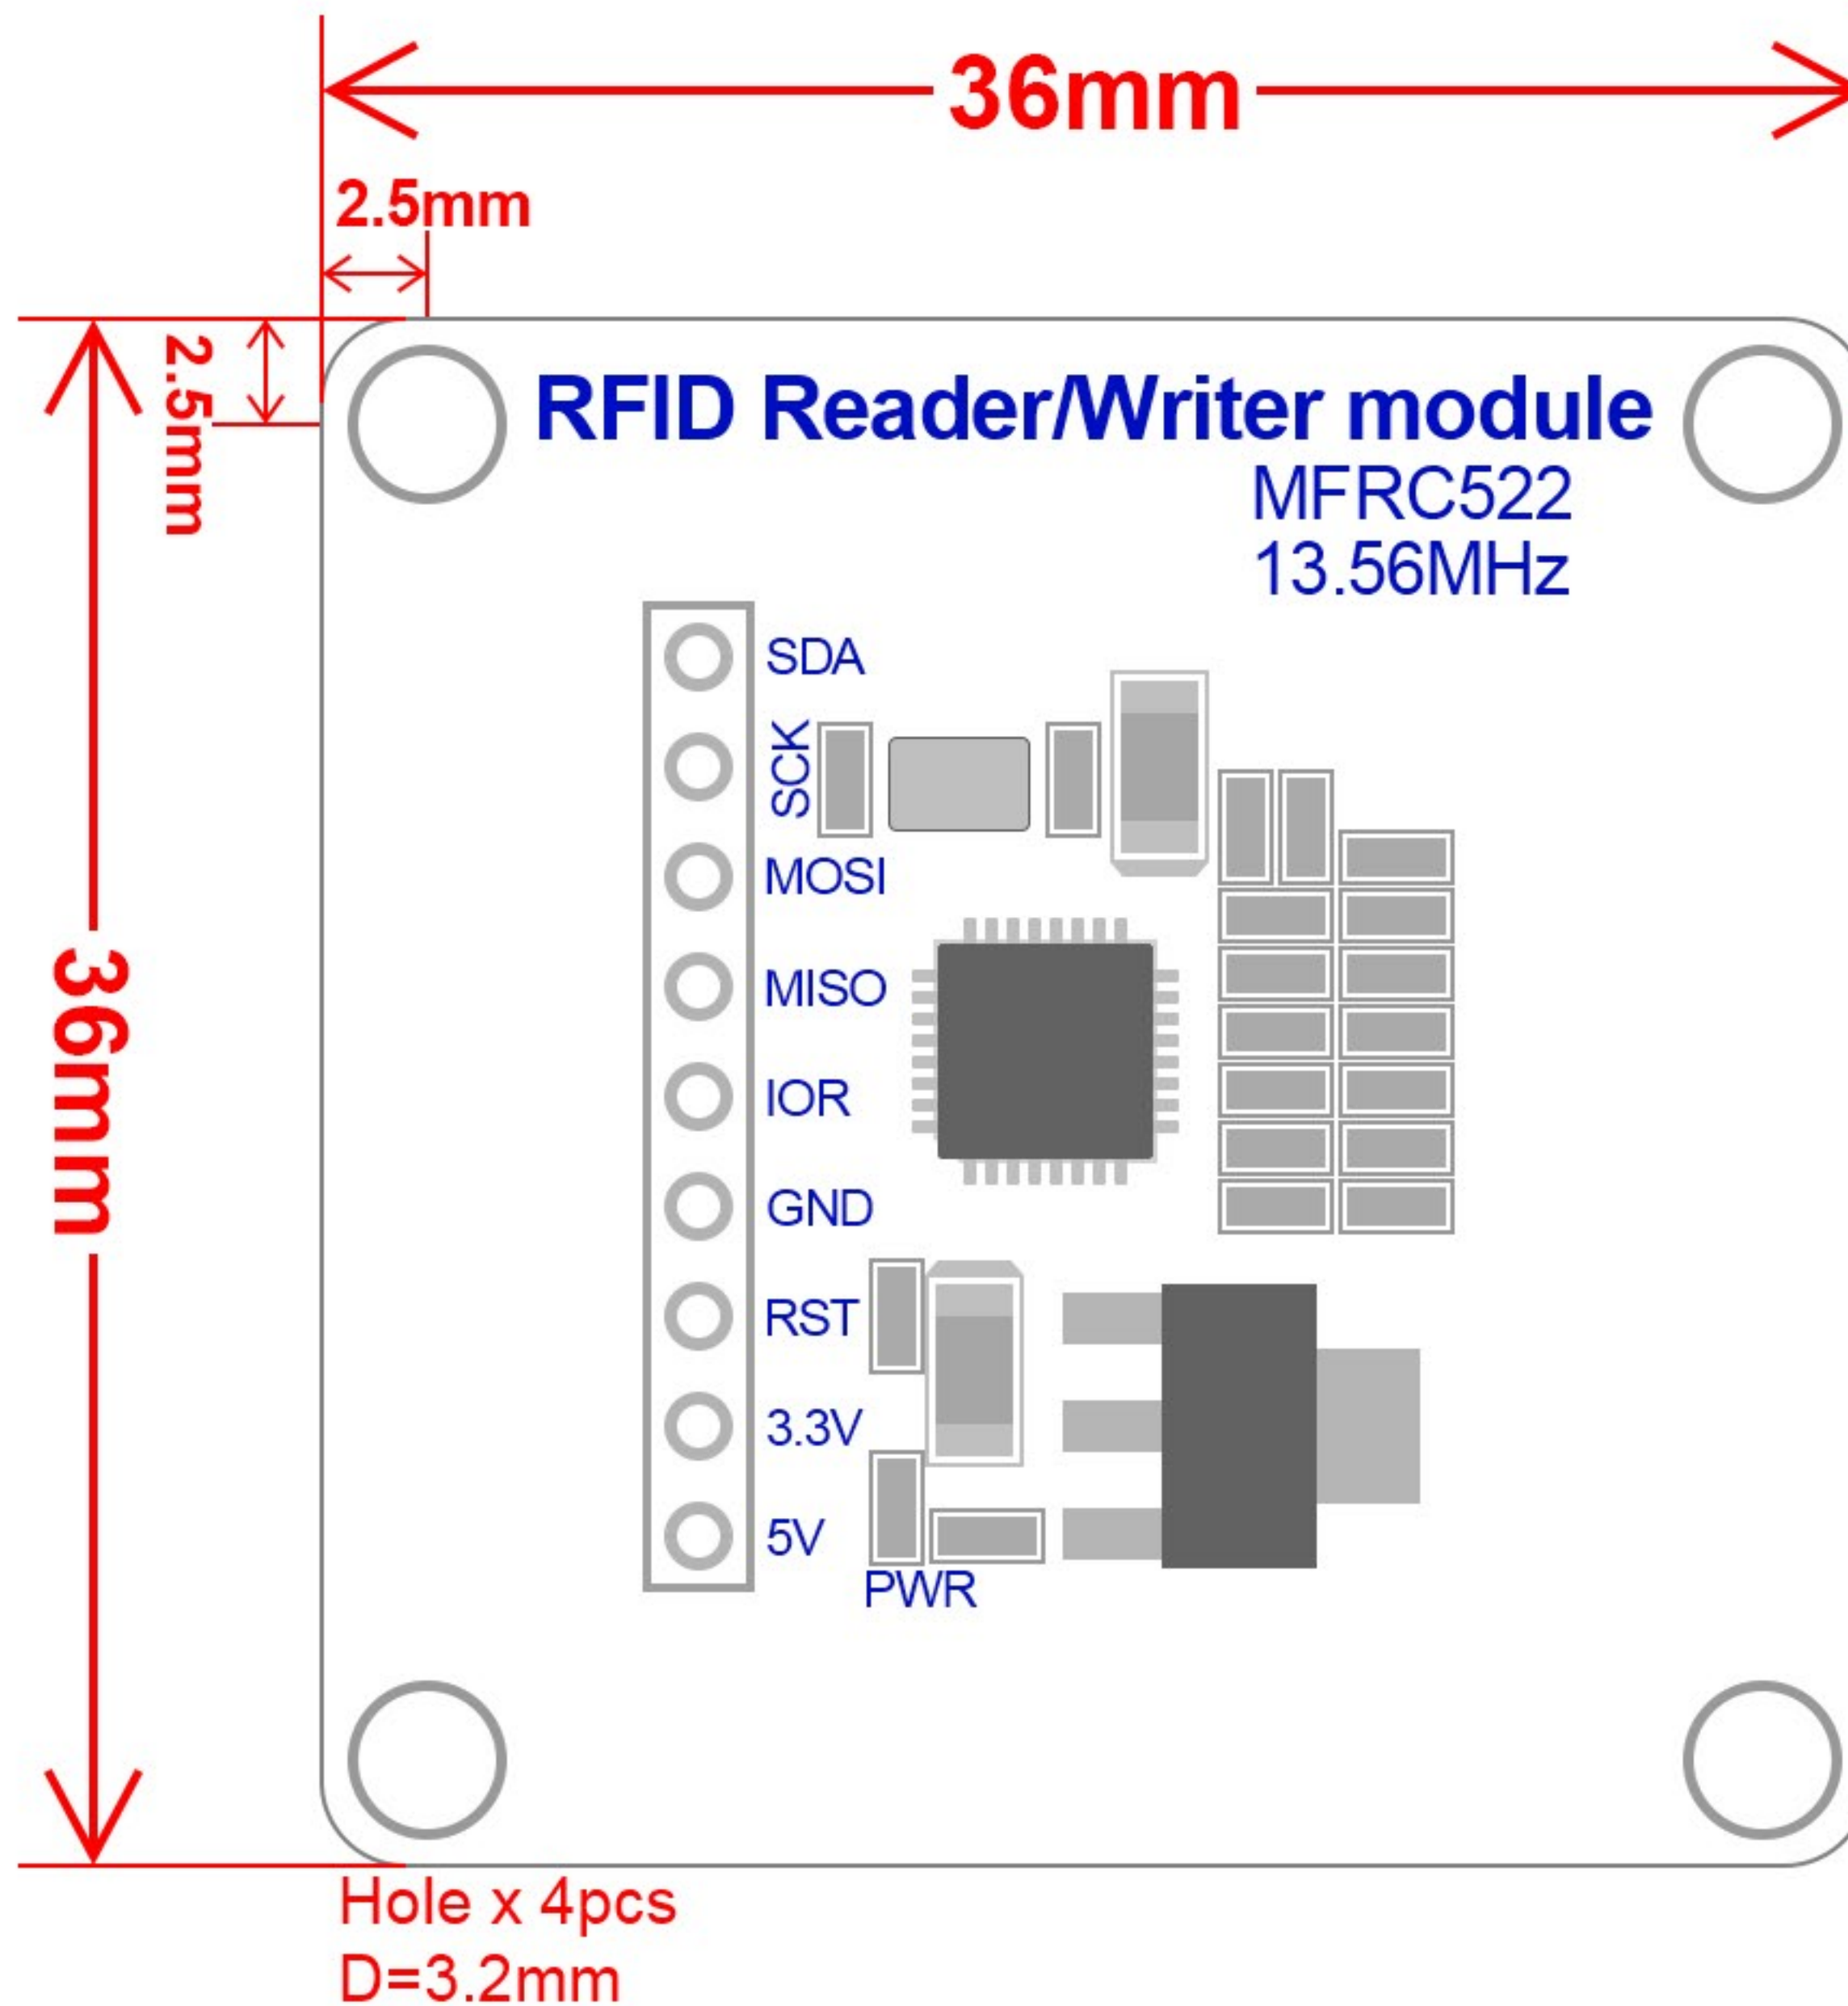 36mm
2.5mm
2.5mm
RFID Reader/Writer module
MFRC522
13.56MHz
SDA
SCK
MOSI
MISO
36mm
IOR
GND
RST
3.3V
5V
PWR
Hole x 4pcs
D=3.2mm